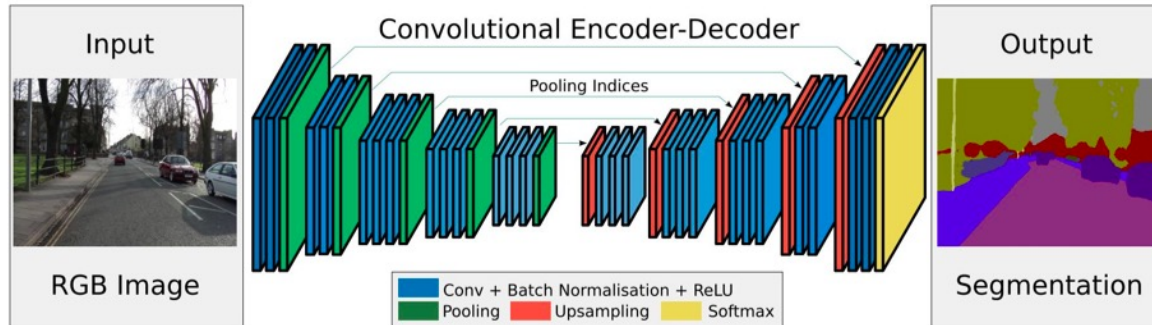 Input
RGB Image
Convolutional Encoder-Decoder
Pooling Indices
Conv + Batch Normalisation + ReLU
Pooling Upsampling Softmax
Output
Segmentation